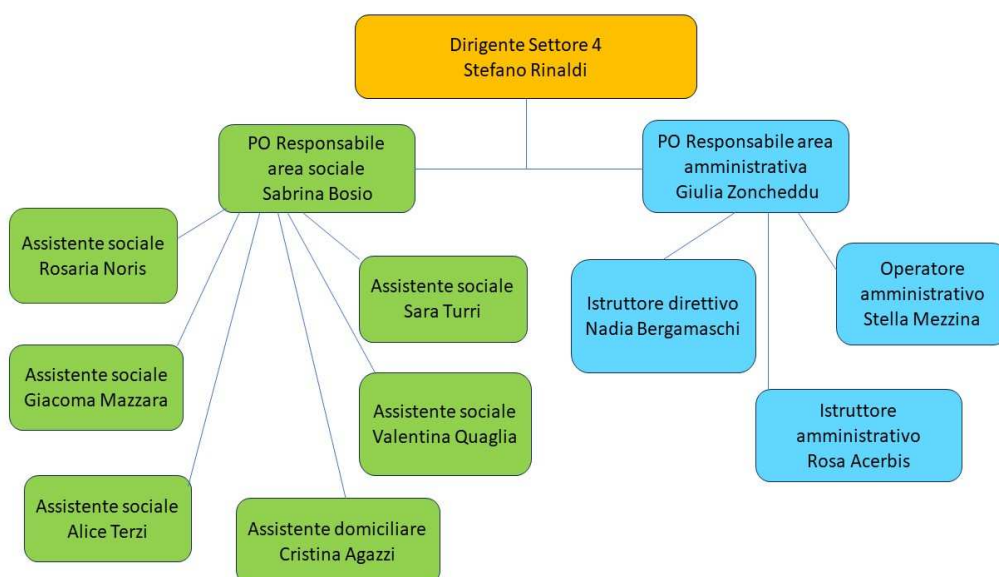 Dirigente Settore 4
Stefano Rinaldi
PO Responsabile
area sociale
Sabrina Bosio
PO Responsabile area
amministrativa
Giulia Zoncheddu
Assistente sociale
Rosaria Noris
Assistente sociale
Sara Turri
Istruttore direttivo
Nadia Bergamaschi
Operatore
amministrativo
Stella Mezzina
Assistente sociale
Giacoma Mazzara
Assistente sociale
Valentina Quaglia
Istruttore
amministrativo
Rosa Acerbis
Assistente sociale
Alice Terzi
Assistente domiciliare
Cristina Agazzi